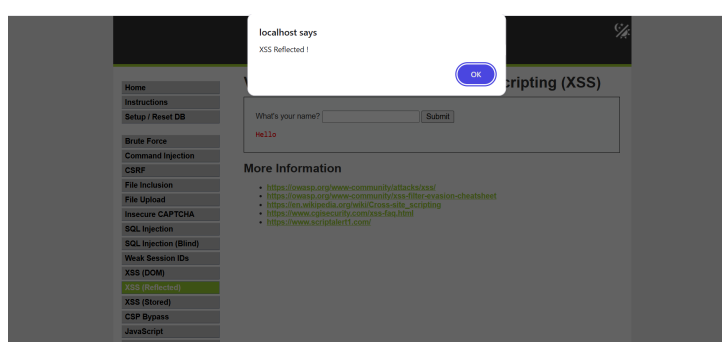 localhost says
XSS Reflected !
OK
cripting (XSS)
Home
Instructions
Setup / Reset DB
Brute Force
Command Injection
CSRF
File Inclusion
File Upload
Insecure CAPTCHA
SQL Injection
SQL Injection (Blind)
Weak Session IDs
XSS (DOM)
XSS (Reflected)
XSS (Stored)
CSP Bypass
JavaScript
What's your name? Submit
Hello
More Information
https://owasp.org/www-community/attacks/xss/
https://owasp.org/www-community/xss-filter-evasion-cheatsheet
https://en.wikipedia.org/wiki/Cross-site_scripting
https://www.cgisecurity.com/xss-faq.html
https://www.scriptalert1.com/